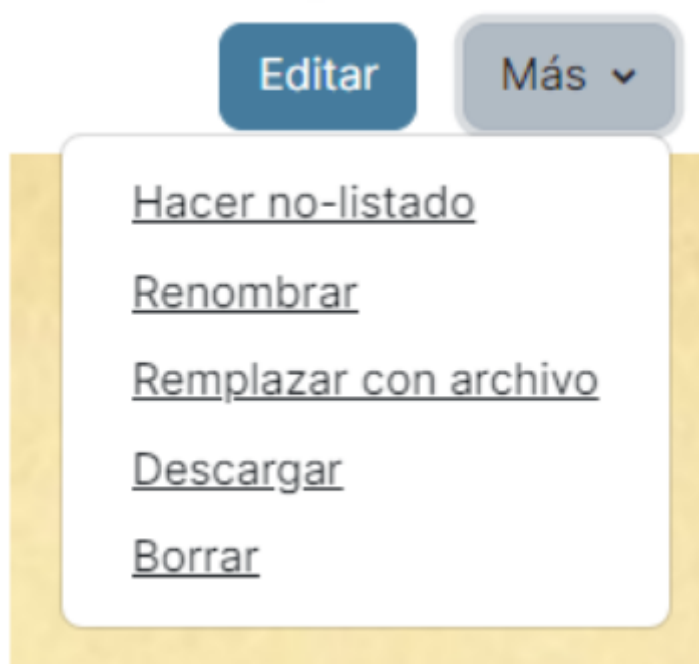 Editar Más
Hacer no-listado
Renombrar
Remplazar con archivo
Descargar
Borrar